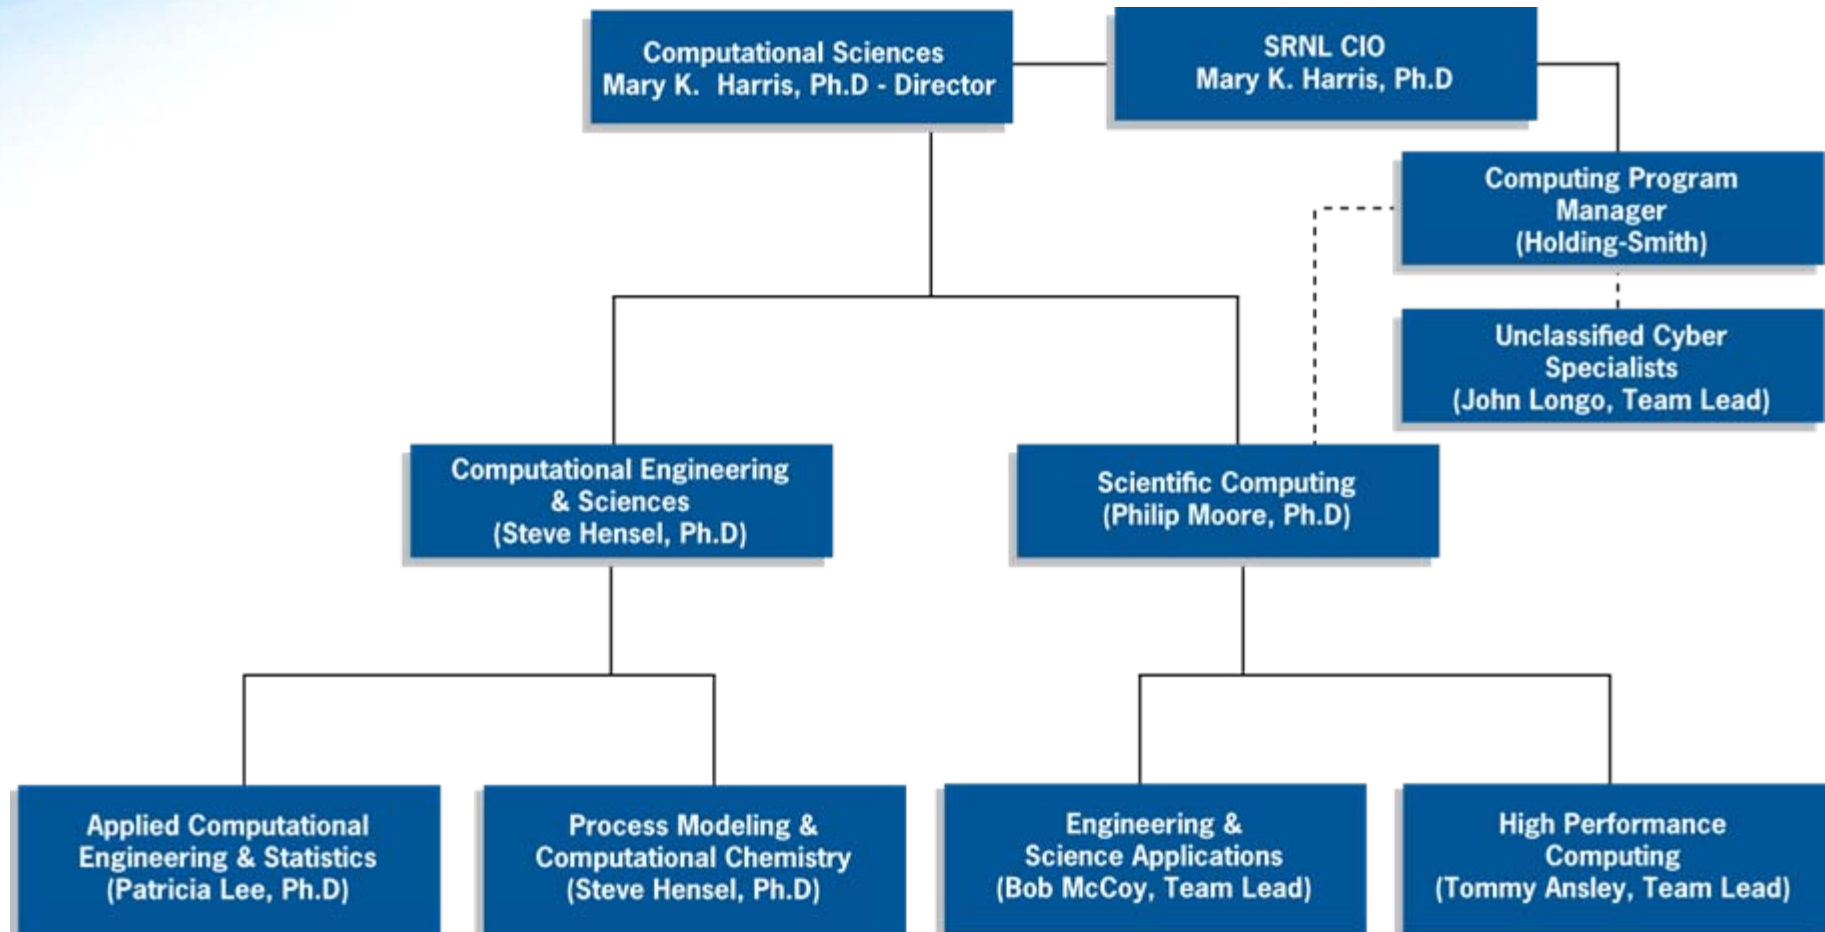 Computational Sciences
Mary K. Harris, Ph.D - Director
SRNL CIO
Mary K. Harris, Ph.D
Computing Program
Manager
(Holding-Smith)
Unclassified Cyber
Specialists
(John Longo, Team Lead)
Computational Engineering
& Sciences
(Steve Hensel, Ph.D)
Scientific Computing
(Philip Moore, Ph.D)
Applied Computational
Engineering & Statistics
(Patricia Lee, Ph.D)
Process Modeling &
Computational Chemistry
(Steve Hensel, Ph.D)
Engineering &
Science Applications
(Bob McCoy, Team Lead)
High Performance
Computing
(Tommy Ansley, Team Lead)